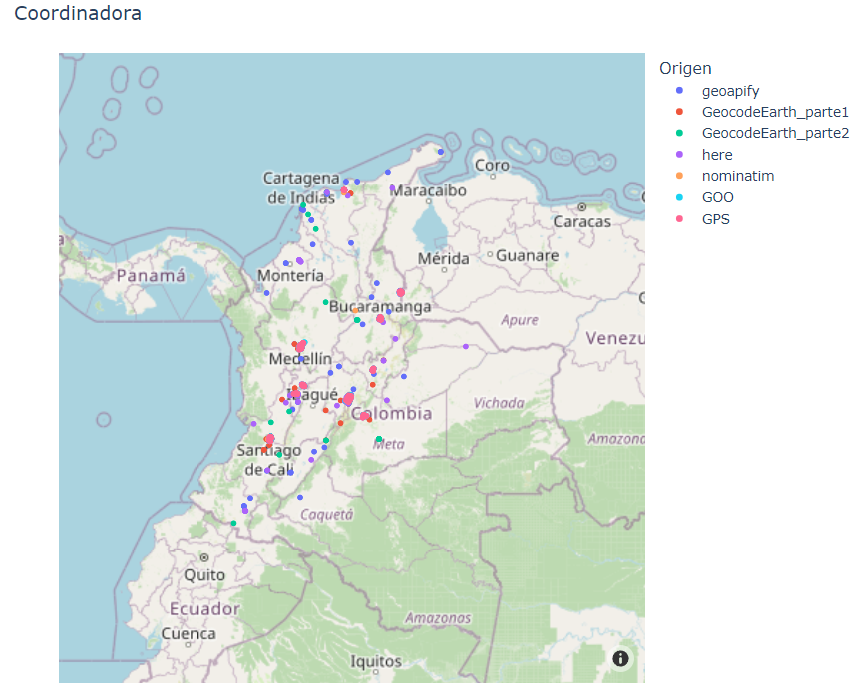 Coordinadora
Origen
geoapify
GeocodeEarth_parte1
GeocodeEarth_parte2
here
nominatim
GOO
GPS
Cartagena
de Indias
Maracaibo
Coro
Caracas
Mérida
Guanare
Panamá
Montería
Bucaramanga
Apure
Venezu
Medellín
Ibagué
Colombia
Vichada
Meta
Amazona
Santiago
de Cali
Caquetá
Quito
Ecuador
Cuenca
Amazonas
Iquitos